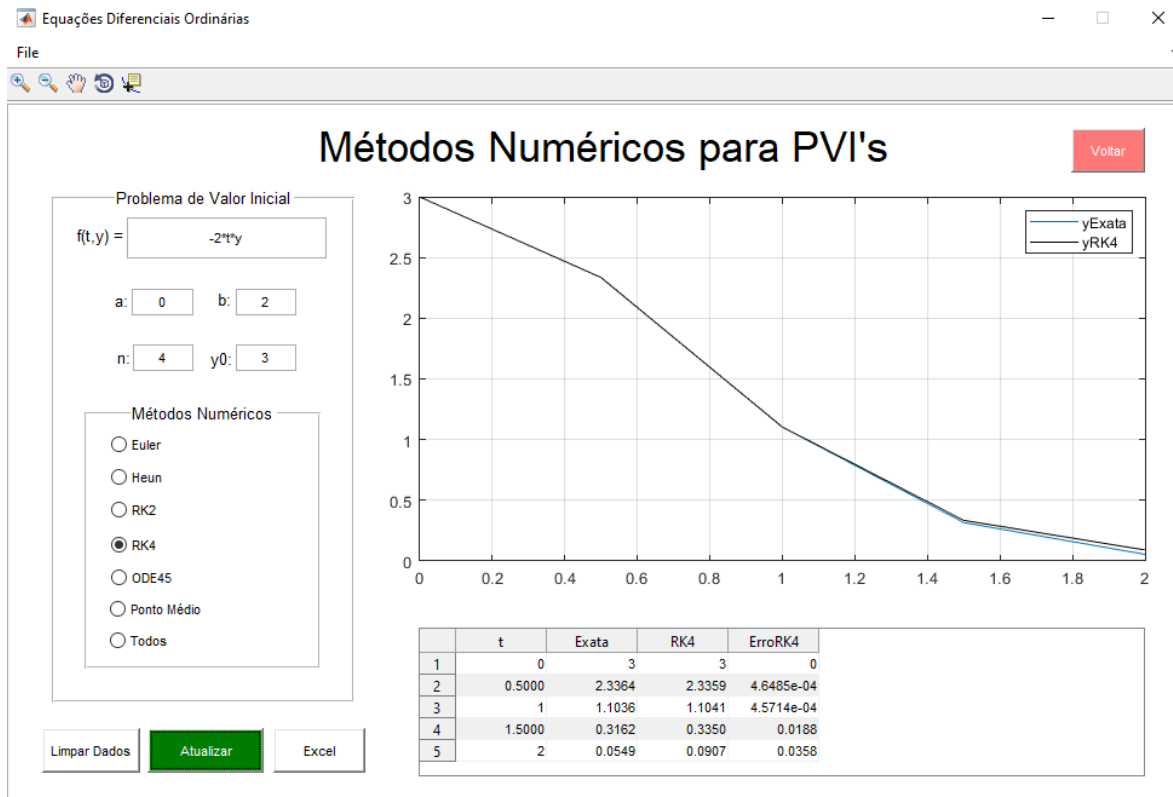 Equações Diferenciais Ordinárias
File
Métodos Numéricos para PVI's
Voltar
Problema de Valor Inicial
f(t,y) = -2*t*y
a: 0 b: 2
n: 4 y0: 3
Métodos Numéricos
Euler
Heun
RK2
RK4
ODE45
Ponto Médio
Todos
Limpar Dados Atualizar Excel
3
2.5
2
1.5
1
0.5
0
0 0.2 0.4 0.6 0.8 1 1.2 1.4 1.6 1.8 2
yExata
yRK4
t Exata RK4 ErroRK4
1 0 3 3 0
2 0.5000 2.3364 2.3359 4.6485e-04
3 1 1.1036 1.1041 4.5714e-04
4 1.5000 0.3162 0.3350 0.0188
5 2 0.0549 0.0907 0.0358